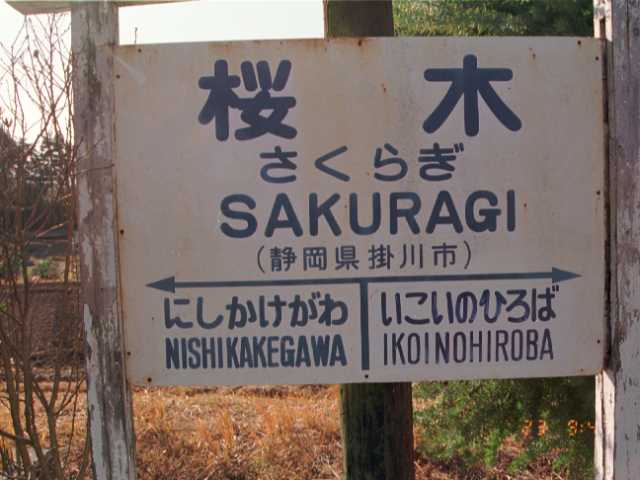 桜木
さくらぎ
SAKURAGI
(静岡県掛川市)
にしかけがわ いこいのひろば
NISHIKAKEGAWA IKOINOHIROBA